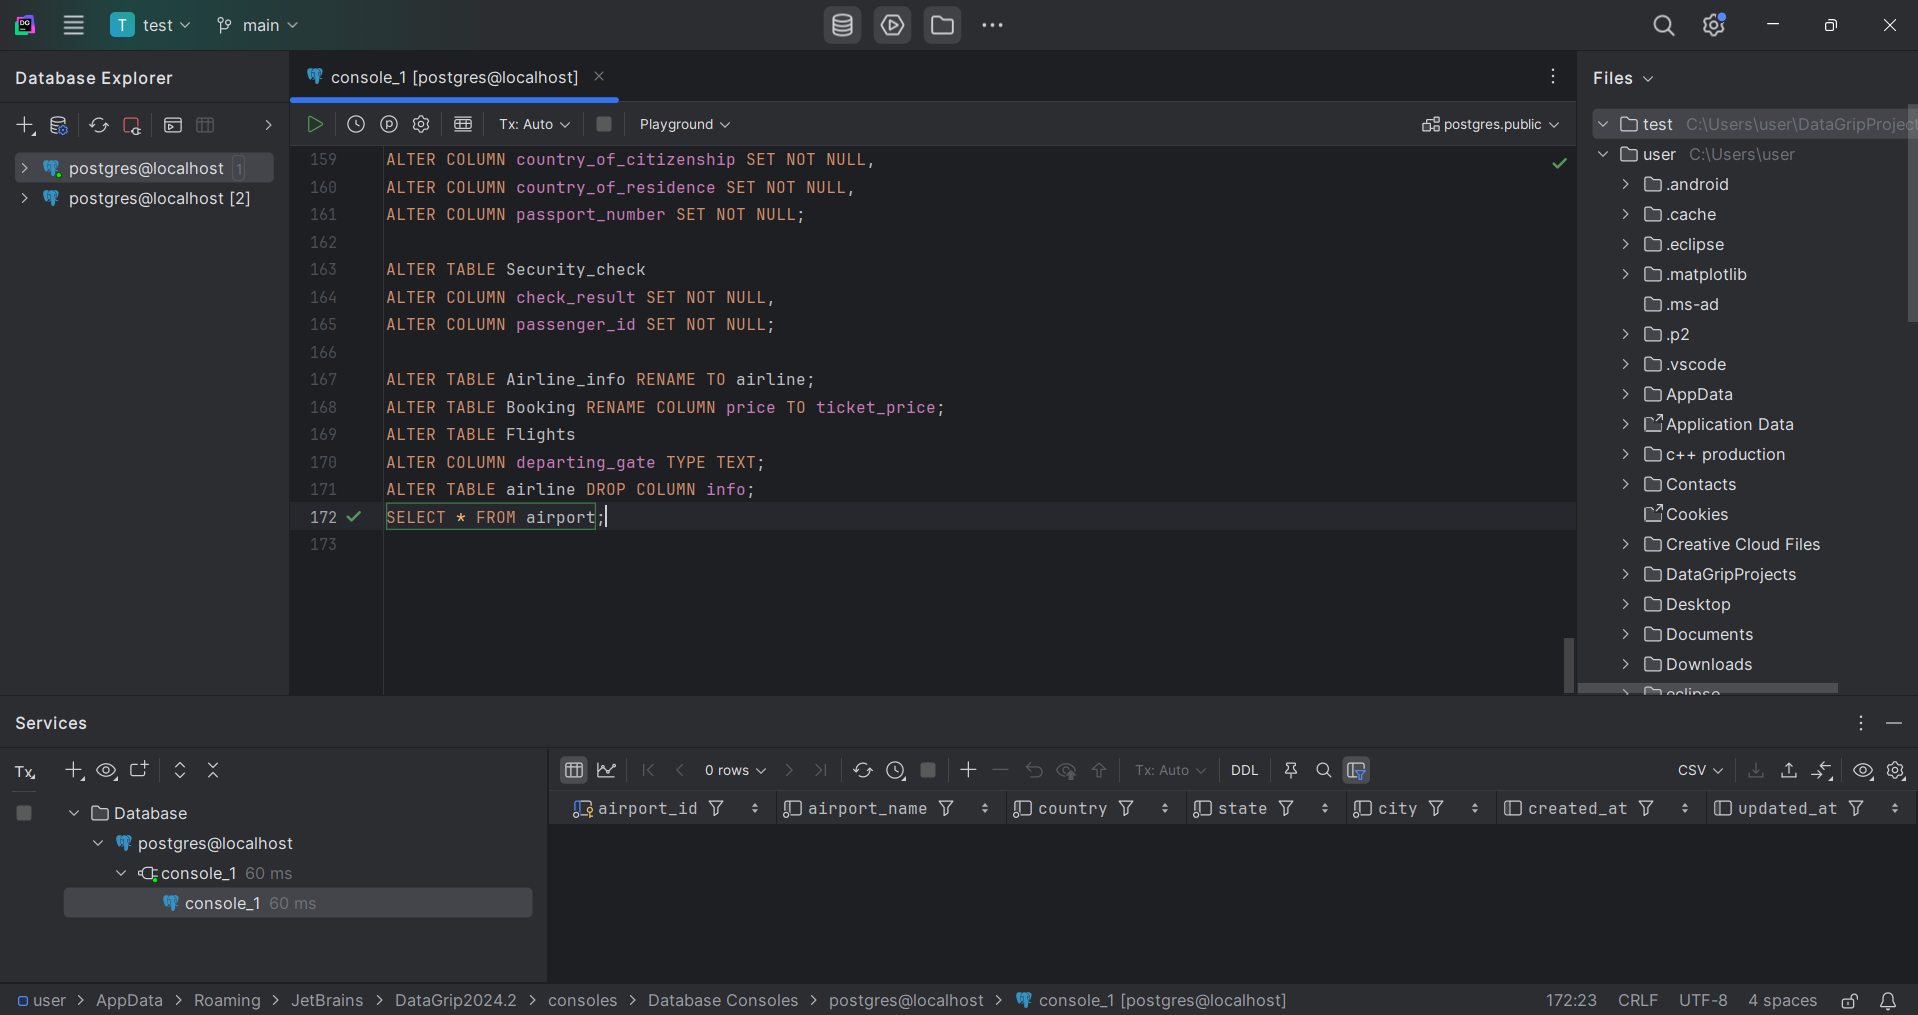 T test main
Database Explorer
console_1 [postgres@localhost]
Files
Tx: Auto
Playground
postgres.public
postgres@localhost 1
postgres@localhost [2]
159 ALTER COLUMN country_of_citizenship SET NOT NULL,
160 ALTER COLUMN country_of_residence SET NOT NULL,
161 ALTER COLUMN passport_number SET NOT NULL;
162
163 ALTER TABLE Security_check
164 ALTER COLUMN check_result SET NOT NULL,
165 ALTER COLUMN passenger_id SET NOT NULL;
166
167 ALTER TABLE Airline_info RENAME TO airline;
168 ALTER TABLE Booking RENAME COLUMN price TO ticket_price;
169 ALTER TABLE Flights
170 ALTER COLUMN departing_gate TYPE TEXT;
171 ALTER TABLE airline DROP COLUMN info;
172 SELECT * FROM airport;
173
test C:\Users\user\DataGripProject
user C:\Users\user
.android
.cache
.eclipse
.matplotlib
.ms-ad
.p2
.vscode
AppData
Application Data
c++ production
Contacts
Cookies
Creative Cloud Files
DataGripProjects
Desktop
Documents
Downloads
eclipse
Services
Tx
Database
postgres@localhost
console_1 60 ms
console_1 60 ms
0 rows
Tx: Auto
DDL
CSV
airport_id airport_name country state city created_at updated_at
user > AppData > Roaming > JetBrains > DataGrip2024.2 > consoles > Database Consoles > postgres@localhost > console_1 [postgres@localhost]
172:23 CRLF UTF-8 4 spaces